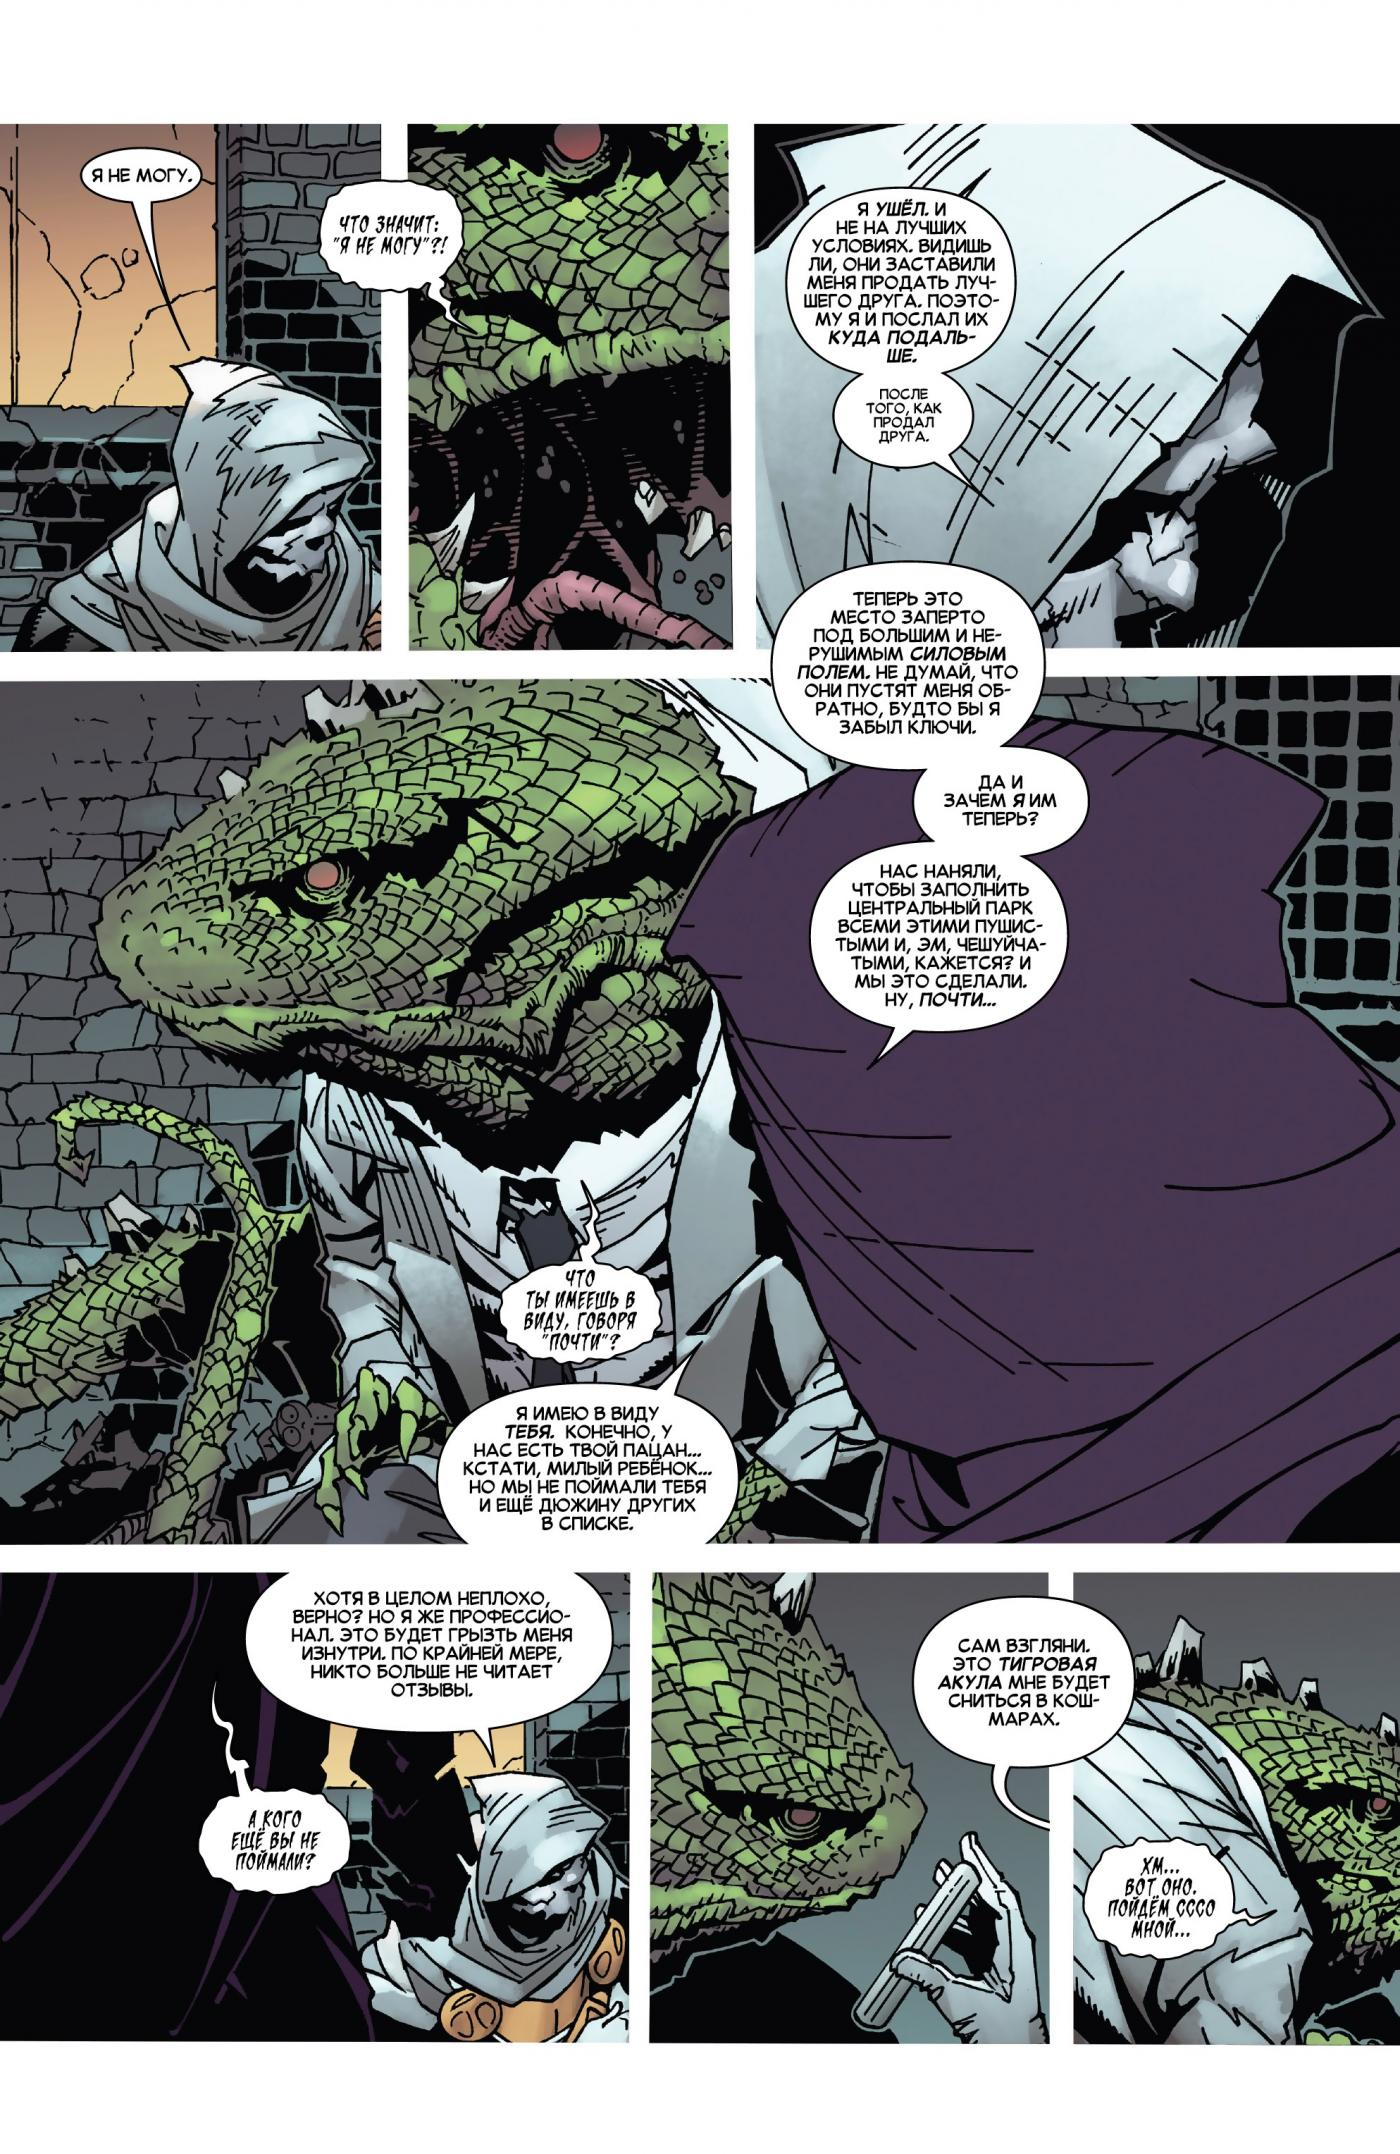 Я НЕ МОГУ.
ЧТО ЗНАЧИТ:
"Я НЕ МОГУ"?!
Я УШЁЛ. И
НЕ НА ЛУЧШИХ
УСЛОВИЯХ. ВИДИШЬ
ЛИ, ОНИ ЗАСТАВИЛИ
МЕНЯ ПРОДАТЬ ЛУЧ-
ШЕГО ДРУГА. ПОЭТО-
МУ Я И ПОСЛАЛ ИХ
КУДА ПОДАЛЬ-
ШЕ.
ПОСЛЕ
ТОГО, КАК
ПРОДАЛ
ДРУГА.
ТЕПЕРЬ ЭТО
МЕСТО ЗАПЕРТО
ПОД БОЛЬШИМ И НЕ-
РУШИМЫМ СИЛОВЫМ
ПОЛЕМ. НЕ ДУМАЙ, ЧТО
ОНИ ПУСТЯТ МЕНЯ ОБ-
РАТНО, БУДТО БЫ Я
ЗАБЫЛ КЛЮЧИ.
ДА И
ЗАЧЕМ Я ИМ
ТЕПЕРЬ?
НАС НАНЯЛИ,
ЧТОБЫ ЗАПОЛНИТЬ
ЦЕНТРАЛЬНЫЙ ПАРК
ВСЕМИ ЭТИМИ ПУШИС-
ТЫМИ И, ЭМ, ЧЕШУЙЧА-
ТЫМИ, КАЖЕТСЯ? И
МЫ ЭТО СДЕЛАЛИ.
НУ, ПОЧТИ...
ЧТО
ТЫ ИМЕЕШЬ В
ВИДУ, ГОВОРЯ
"ПОЧТИ"?
Я ИМЕЮ В ВИДУ
ТЕБЯ. КОНЕЧНО, У
НАС ЕСТЬ ТВОЙ ПАЦАН...
КСТАТИ, МИЛЫЙ РЕБЁНОК...
НО МЫ НЕ ПОЙМАЛИ ТЕБЯ
И ЕЩЁ ДЮЖИНУ ДРУГИХ
В СПИСКЕ.
ХОТЯ В ЦЕЛОМ НЕПЛОХО,
ВЕРНО? НО Я ЖЕ ПРОФЕССИО-
НАЛ. ЭТО БУДЕТ ГРЫЗТЬ МЕНЯ
ИЗНУТРИ. ПО КРАЙНЕЙ МЕРЕ,
НИКТО БОЛЬШЕ НЕ ЧИТАЕТ
ОТЗЫВЫ.
А КОГО
ЕЩЁ ВЫ НЕ
ПОЙМАЛИ?
САМ ВЗГЛЯНИ.
ЭТО ТИГРОВАЯ
АКУЛА МНЕ БУДЕТ
СНИТЬСЯ В КОШ-
МАРАХ.
ХМ...
ВОТ ОНО.
ПОЙДЁМ СССО
МНОЙ...